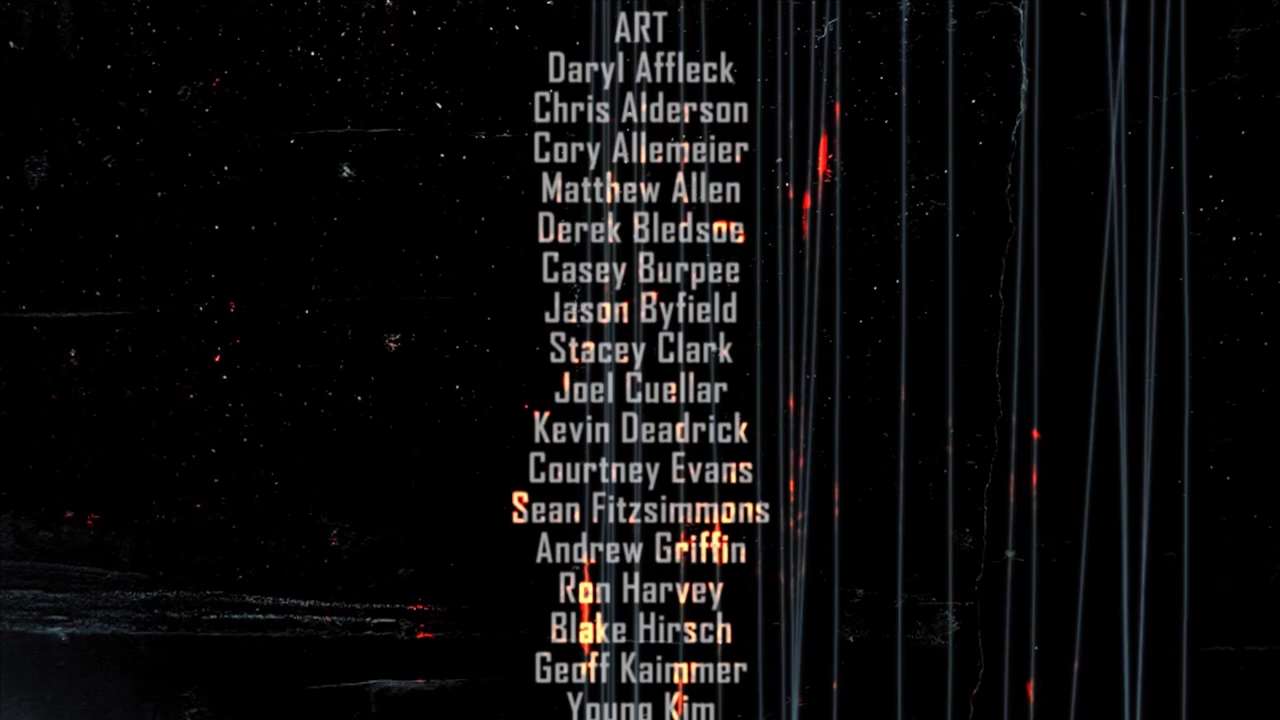 ART
Daryl Affleck
Chris Alderson
Cory Allemeier
Matthew Allen
Derek Bledsoe
Casey Burpee
Jason Byfield
Stacey Clark
Joel Cuellar
Kevin Deadrick
Courtney Evans
Sean Fitzsimmons
Andrew Griffin
Ron Harvey
Blake Hirsch
Geoff Kaimmer
Young Kim